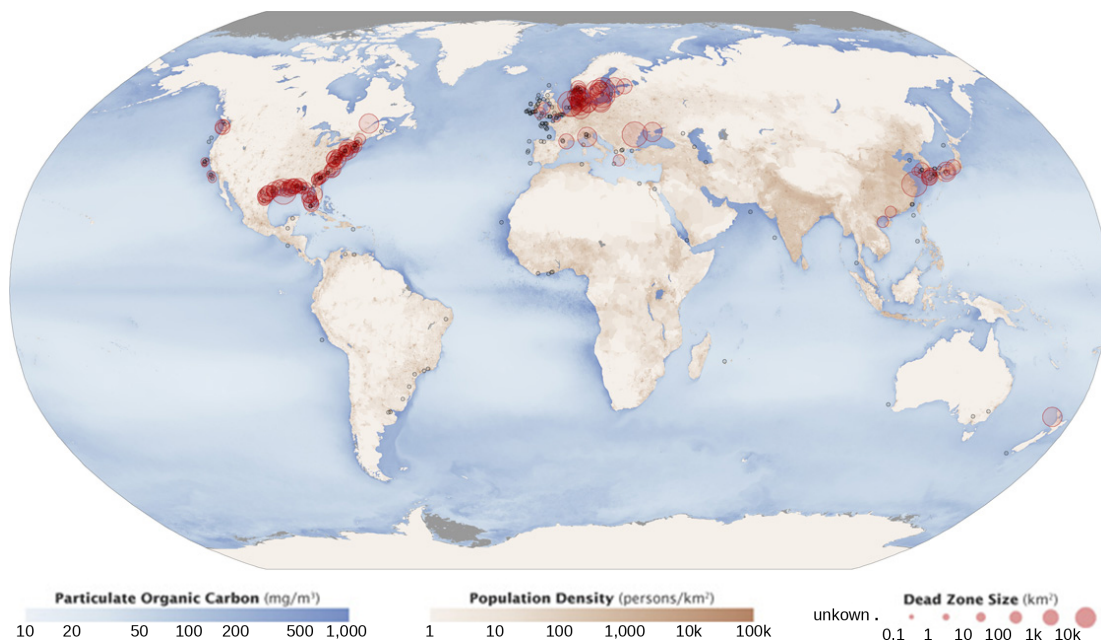 Particulate Organic Carbon (mg/m³)
10 20 50 100 200 500 1,000
Population Density (persons/km²)
1 10 100 1,000 10k 100k
Dead Zone Size (km²)
unkown .
0.1 1 10 100 1k 10k